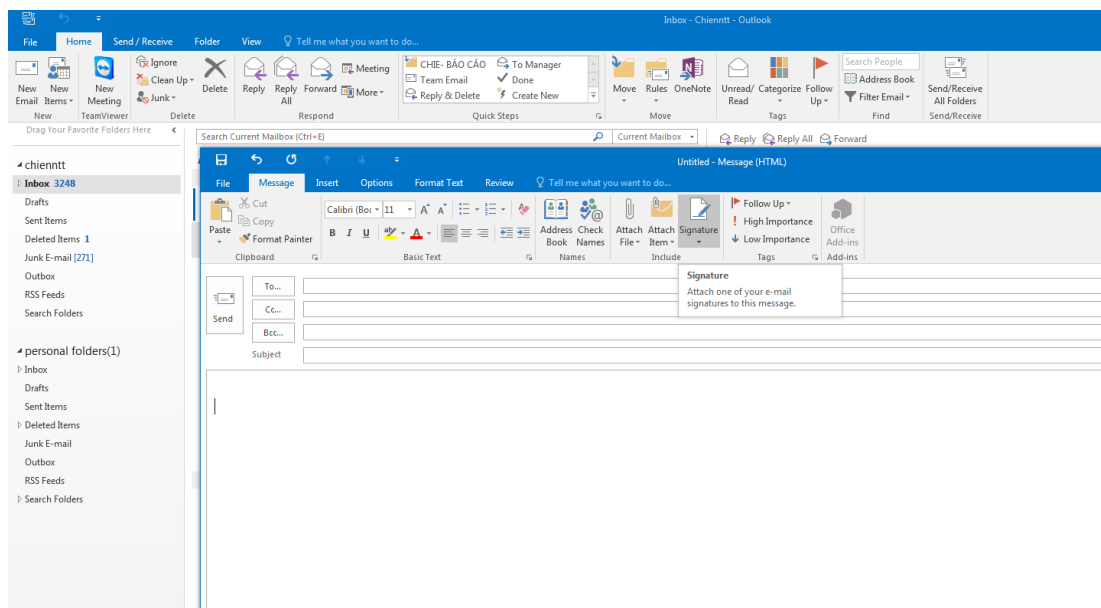 Inbox - Chienntt - Outlook
File Home Send / Receive Folder View Tell me what you want to do...
New Email
New Items
New Meeting
Ignore
Clean Up
Junk
Delete
Reply
Reply All
Forward
Meeting
More
CHIE- BÁO CÁO
Team Email
Reply & Delete
To Manager
Done
Create New
Move
Rules
OneNote
Unread/ Read
Categorize
Follow Up
Search People
Address Book
Filter Email
Send/Receive All Folders
New TeamViewer Delete Respond Quick Steps Move Tags Find Send/Receive
Drag Your Favorite Folders Here
Search Current Mailbox (Ctrl+E) Current Mailbox Reply Reply All Forward
chienntt
Inbox 3248
Drafts
Sent Items
Deleted Items 1
Junk E-mail [271]
Outbox
RSS Feeds
Search Folders
personal folders(1)
Inbox
Drafts
Sent Items
Deleted Items
Junk E-mail
Outbox
RSS Feeds
Search Folders
Untitled - Message (HTML)
File Message Insert Options Format Text Review Tell me what you want to do...
Paste
Cut
Copy
Format Painter
Calibri (Boc 11
B I U
Address Book
Check Names
Attach File
Attach Item
Signature
Follow Up
High Importance
Low Importance
Office Add-ins
Clipboard Basic Text Names Include Tags Add-ins
Signature
Attach one of your e-mail
signatures to this message.
Send
To...
Cc...
Bcc...
Subject